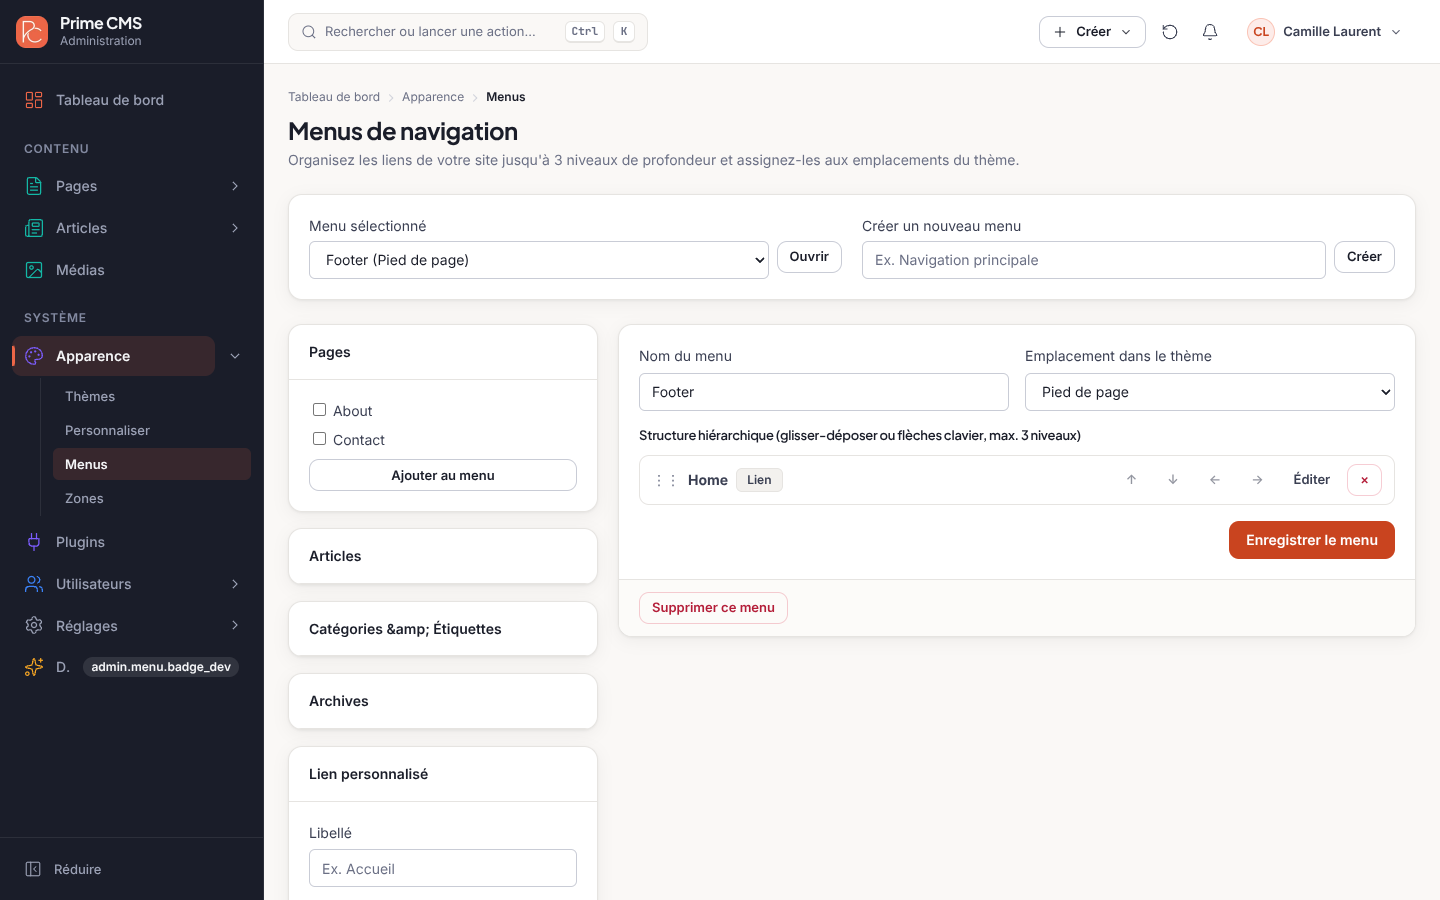 Prime CMS
Administration
Rechercher ou lancer une action...
Ctrl
K
Créer
CL
Camille Laurent
Tableau de bord
CONTENU
Pages
Articles
Médias
SYSTÈME
Apparence
Thèmes
Personnaliser
Menus
Zones
Plugins
Utilisateurs
Réglages
D.
admin.menu.badge_dev
Réduire
Tableau de bord
Apparence
Menus
Menus de navigation
Organisez les liens de votre site jusqu'à 3 niveaux de profondeur et assignez-les aux emplacements du thème.
Menu sélectionné
Footer (Pied de page)
Ouvrir
Créer un nouveau menu
Ex. Navigation principale
Créer
Pages
About
Contact
Ajouter au menu
Articles
Catégories &amp; Étiquettes
Archives
Lien personnalisé
Libellé
Ex. Accueil
Nom du menu
Footer
Emplacement dans le thème
Pied de page
Structure hiérarchique (glisser-déposer ou flèches clavier, max. 3 niveaux)
Home
Lien
↑ ↓ ← →
Éditer
×
Enregistrer le menu
Supprimer ce menu